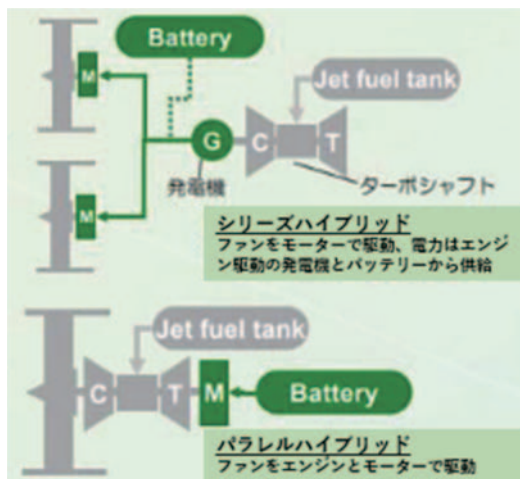 Battery
M
Jet fuel tank
G
C
T
発電機
ターボシャフト
M
シリーズハイブリッド
ファンをモーターで駆動、電力はエンジ
ン駆動の発電機とバッテリーから供給
Jet fuel tank
C
T
M
Battery
パラレルハイブリッド
ファンをエンジンとモーターで駆動